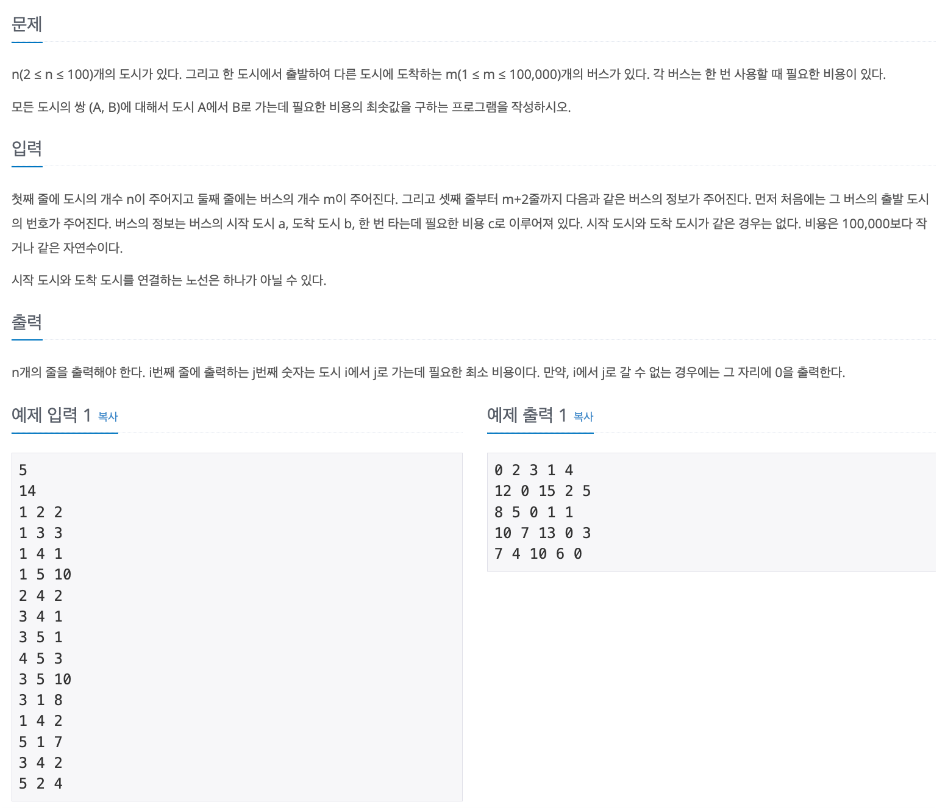 문제
n(2 ≤ n ≤ 100)개의 도시가 있다. 그리고 한 도시에서 출발하여 다른 도시에 도착하는 m(1 ≤ m ≤ 100,000)개의 버스가 있다. 각 버스는 한 번 사용할 때 필요한 비용이 있다.
모든 도시의 쌍 (A, B)에 대해서 도시 A에서 B로 가는데 필요한 비용의 최솟값을 구하는 프로그램을 작성하시오.
입력
첫째 줄에 도시의 개수 n이 주어지고 둘째 줄에는 버스의 개수 m이 주어진다. 그리고 셋째 줄부터 m+2줄까지 다음과 같은 버스의 정보가 주어진다. 먼저 처음에는 그 버스의 출발 도시
의 번호가 주어진다. 버스의 정보는 버스의 시작 도시 a, 도착 도시 b, 한 번 타는데 필요한 비용 c로 이루어져 있다. 시작 도시와 도착 도시가 같은 경우는 없다. 비용은 100,000보다 작
거나 같은 자연수이다.
시작 도시와 도착 도시를 연결하는 노선은 하나가 아닐 수 있다.
출력
n개의 줄을 출력해야 한다. i번째 줄에 출력하는 j번째 숫자는 도시 i에서 j로 가는데 필요한 최소 비용이다. 만약, i에서 j로 갈 수 없는 경우에는 그 자리에 0을 출력한다.
예제 입력 1 복사
5
14
1 2 2
1 3 3
1 4 1
1 5 10
2 4 2
3 4 1
3 5 1
4 5 3
3 5 10
3 1 8
1 4 2
5 1 7
3 4 2
5 2 4
예제 출력 1 복사
0 2 3 1 4
12 0 15 2 5
8 5 0 1 1
10 7 13 0 3
7 4 10 6 0